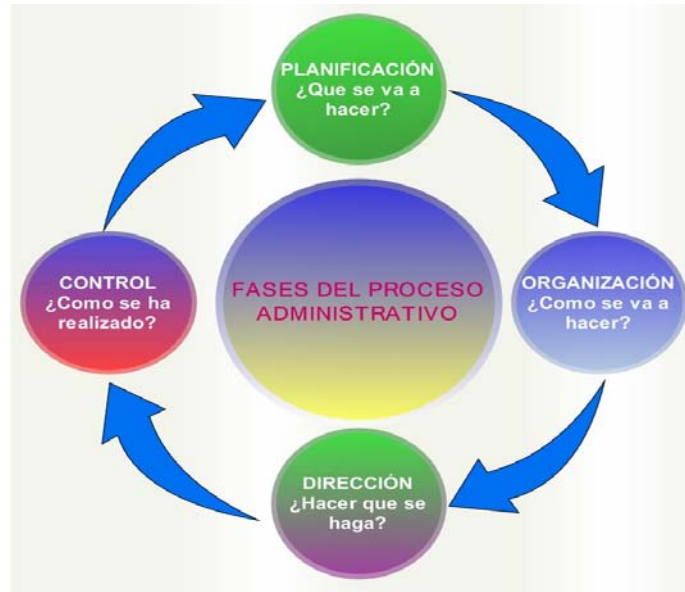 PLANIFICACIÓN
¿Que se va a
hacer?
CONTROL
¿Como se ha
realizado?
FASES DEL PROCESO
ADMINISTRATIVO
ORGANIZACIÓN
¿Como se va a
hacer?
DIRECCIÓN
¿Hacer que se
haga?